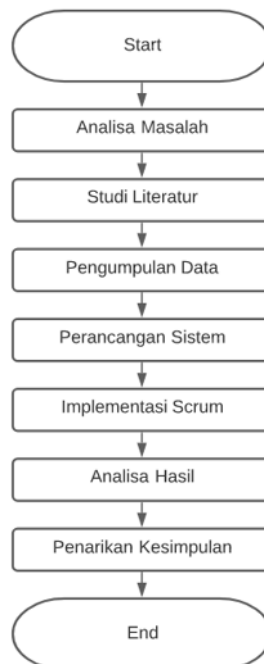 Start
Analisa Masalah
Studi Literatur
Pengumpulan Data
Perancangan Sistem
Implementasi Scrum
Analisa Hasil
Penarikan Kesimpulan
End